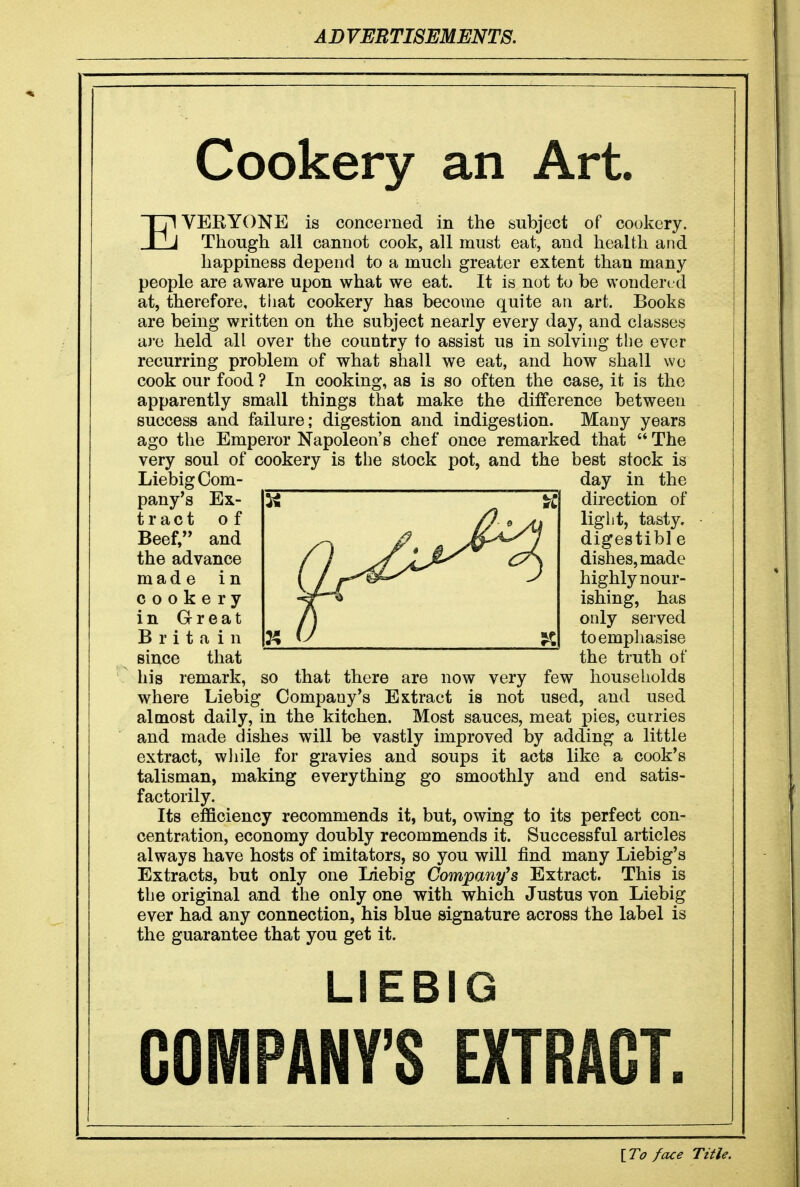 ADVERTISEMENTS.
Cookery an Art.
EVERYONE is concerned in the subject of cookery.
Though all cannot cook, all must eat, and health and
happiness depend to a much greater extent than many
people are aware upon what we eat. It is not to be wondered
at, therefore, that cookery has become quite an art. Books
are being written on the subject nearly every day, and classes
are held all over the country to assist us in solving the ever
recurring problem of what shall we eat, and how shall we
cook our food ? In cooking, as is so often the case, it is the
apparently small things that make the difference between
success and failure; digestion and indigestion. Many years
ago the Emperor Napoleon's chef once remarked that “ The
very soul of cookery is the stock pot, and the best stock is
Liebig Com-
pany's Ex-
tract of
Beef,” and
the advance
made in
cookery
in Great
Britain
since that
J v Liebig
day in the
direction of
light, tasty,
digestible
dishes, made
highly nour-
ishing, has
only served
to emphasise
the truth of
his remark, so that there are now very few households
where Liebig Company's Extract is not used, and used
almost daily, in the kitchen. Most sauces, meat pies, curries
and made dishes will be vastly improved by adding a little
extract, while for gravies and soups it acts like a cook's
talisman, making everything go smoothly and end satis-
factorily.
Its efficiency recommends it, but, owing to its perfect con-
centration, economy doubly recommends it. Successful articles
always have hosts of imitators, so you will find many Liebig's
Extracts, but only one Liebig Company's Extract. This is
the original and the only one with which Justus von Liebig
ever had any connection, his blue signature across the label is
the guarantee that you get it.
LIEBIG
COMPANY'S EXTRACT.
[To face Title.